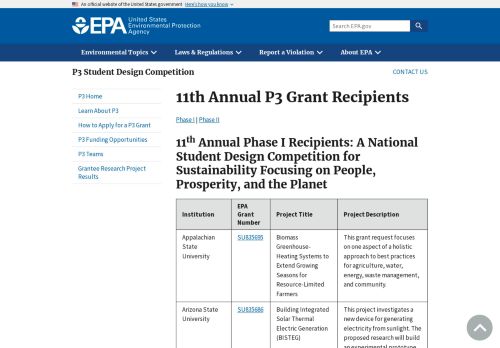 An official website of the United States government Here's how you know
EPA United States Environmental Protection Agency
Search EPA.gov
Environmental Topics Laws & Regulations Report a Violation About EPA
P3 Student Design Competition
CONTACT US
P3 Home
Learn About P3
How to Apply for a P3 Grant
P3 Funding Opportunities
P3 Teams
Grantee Research Project
Results
11th Annual P3 Grant Recipients
Phase I | Phase II
11th Annual Phase I Recipients: A National
Student Design Competition for
Sustainability Focusing on People,
Prosperity, and the Planet
Institution
EPA
Grant
Number
Project Title
Project Description
Appalachian
State
University
SU835695
Biomass
Greenhouse-
Heating Systems to
Extend Growing
Seasons for
Resource-Limited
Farmers
This grant request focuses
on one aspect of a holistic
approach to best practices
for agriculture, water,
energy, waste management,
and community.
Arizona State
University
SU835686
Building Integrated
Solar Thermal
Electric Generation
(BISTEG)
This project investigates a
new device for generating
electricity from sunlight. The
proposed research will build
an experimental prototype